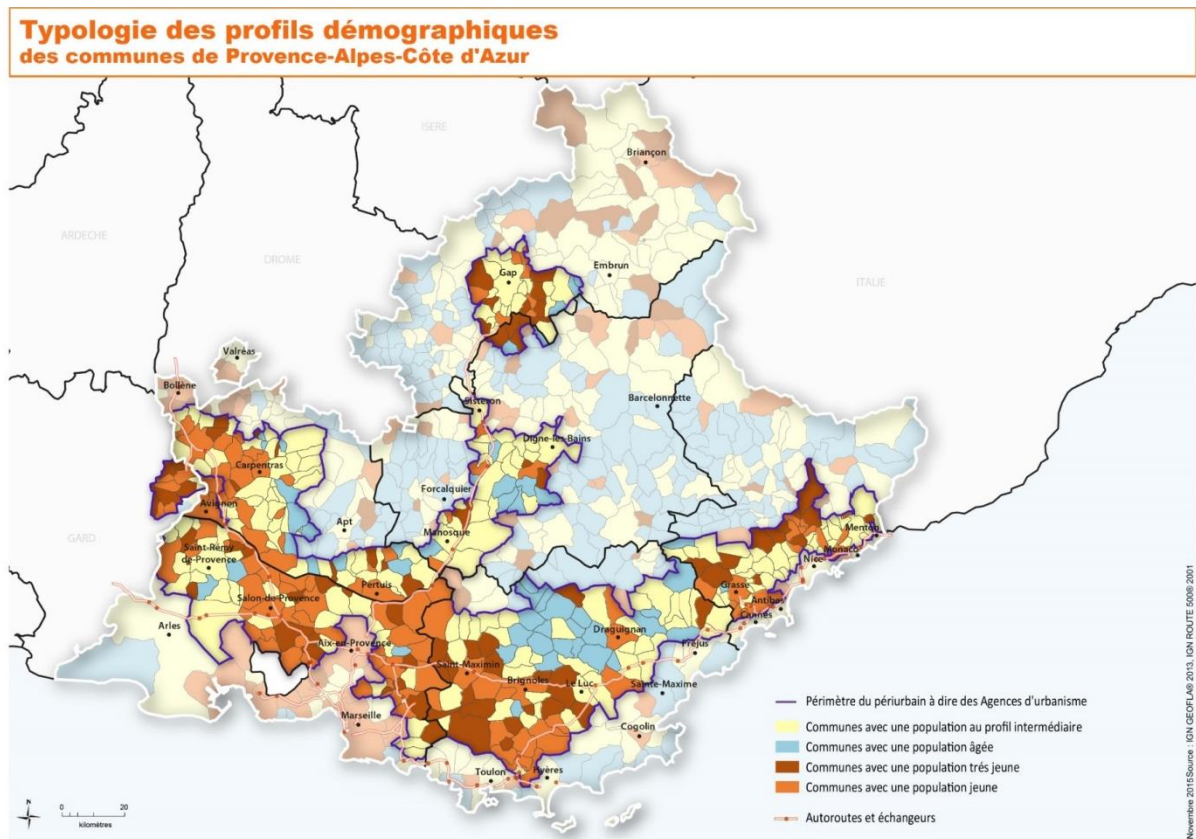 Typologie des profils démographiques
des communes de Provence-Alpes-Côte d'Azur
ISERE
Briançon
ARDECHE
DROME
Gap
Embrun
ITALIE
Valréas
Bollène
Sisteron
Barcelonnette
Digne-les-Bains
Carpentras
Forcalquier
Avignon
Apt
GARD
Manosque
Menton
Saint-Rémy
de-Provence
Monaco
Nice
Pertuis
Grasse
Salon-de-Provence
Antibes
Cannes
Arles
Draguignan
Aix-en-Provence
Fréjus
Saint-Maximin
Brignoles
Le Luc
Sainte-Maxime
Marseille
Cogolin
Toulon
Hyères
Périmètre du périurbain à dire des Agences d'urbanisme
Communes avec une population au profil intermédiaire
Communes avec une population âgée
Communes avec une population trés jeune
Communes avec une population jeune
Autoroutes et échangeurs
N
0 20
kilomètres
Novembre 2015Source : IGN GEOFLA® 2013, IGN ROUTE 500® 2001